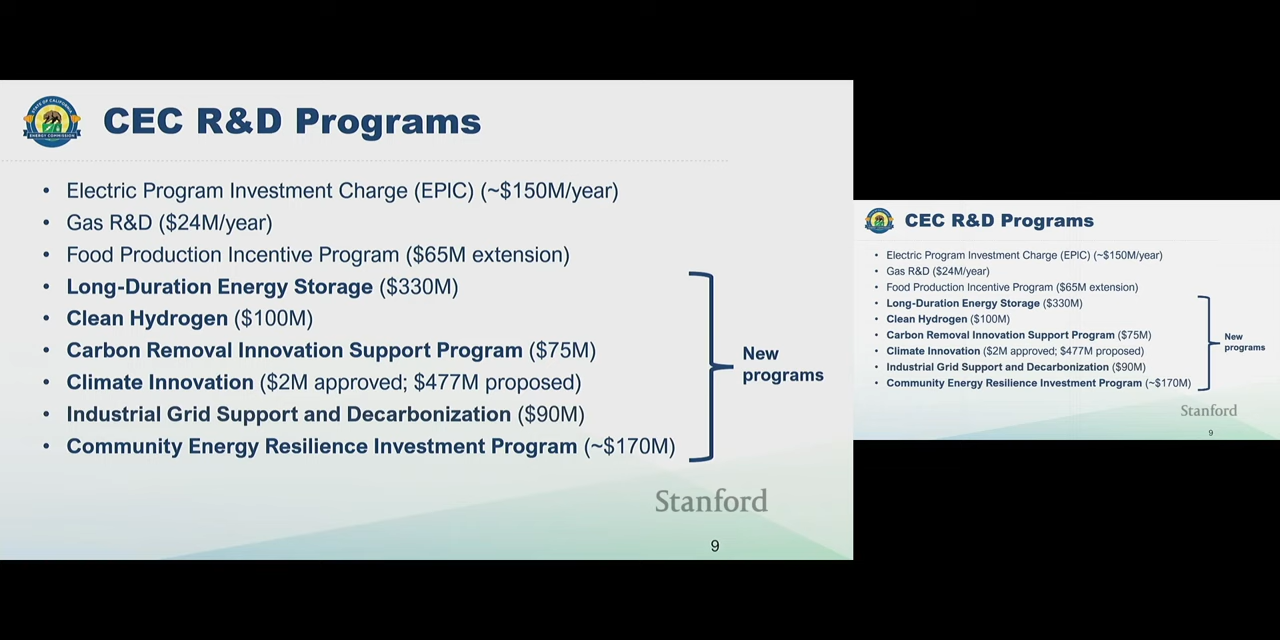 STATE OF CALIFORNIA
ENERGY COMMISSION
CEC R&D Programs
• Electric Program Investment Charge (EPIC) (~$150M/year)
• Gas R&D ($24M/year)
• Food Production Incentive Program ($65M extension)
• Long-Duration Energy Storage ($330M)
• Clean Hydrogen ($100M)
• Carbon Removal Innovation Support Program ($75M)
• Climate Innovation ($2M approved; $477M proposed)
• Industrial Grid Support and Decarbonization ($90M)
• Community Energy Resilience Investment Program (~$170M)
New
programs
Stanford
9
CEC R&D Programs
• Electric Program Investment Charge (EPIC) (~$150M/year)
• Gas R&D ($24M/year)
• Food Production Incentive Program ($65M extension)
• Long-Duration Energy Storage ($330M)
• Clean Hydrogen ($100M)
• Carbon Removal Innovation Support Program ($75M)
• Climate Innovation ($2M approved; $477M proposed)
• Industrial Grid Support and Decarbonization ($90M)
• Community Energy Resilience Investment Program (~$170M)
New
programs
Stanford
9